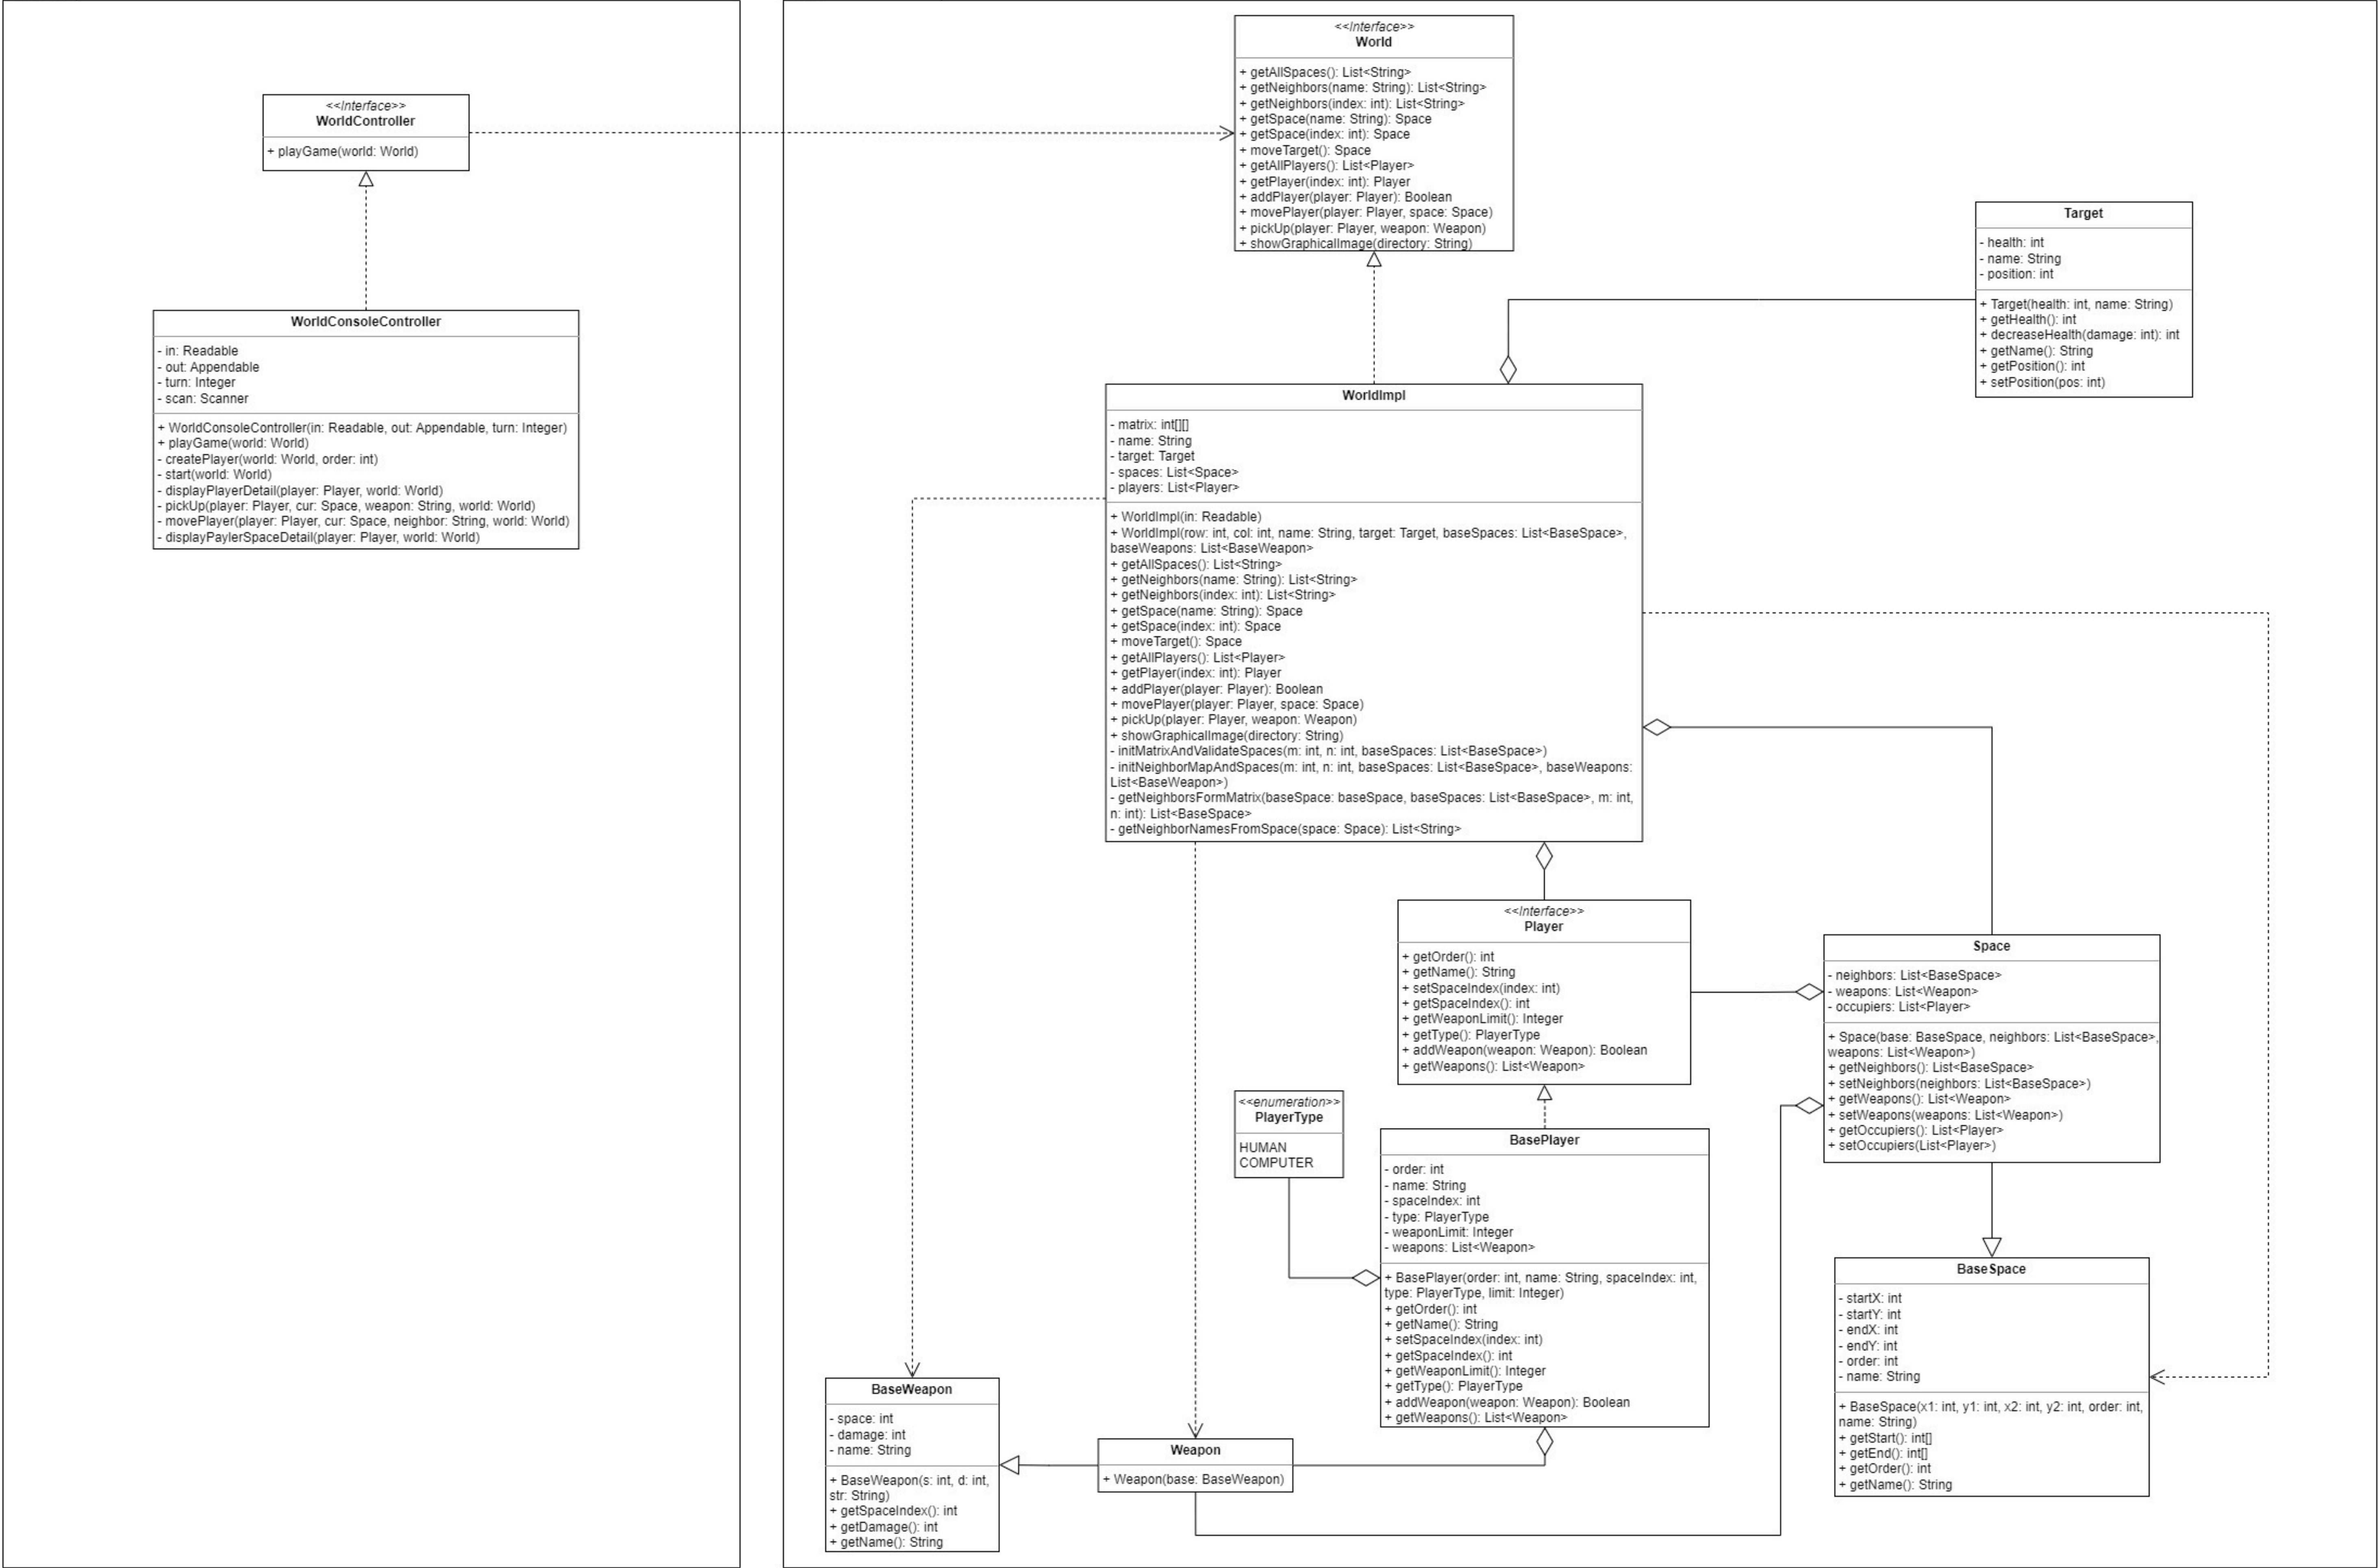 <<Interface>>
WorldController
+ playGame(world: World)
WorldConsoleController
- in: Readable
- out: Appendable
- turn: Integer
- scan: Scanner
+ WorldConsoleController(in: Readable, out: Appendable, turn: Integer)
+ playGame(world: World)
- createPlayer(world: World, order: int)
- start(world: World)
- displayPlayerDetail(player: Player, world: World)
- pickUp(player: Player, cur: Space, weapon: String, world: World)
- movePlayer(player: Player, cur: Space, neighbor: String, world: World)
- displayPaylerSpaceDetail(player: Player, world: World)
<<Interface>>
World
+ getAllSpaces(): List<String>
+ getNeighbors(name: String): List<String>
+ getNeighbors(index: int): List<String>
+ getSpace(name: String): Space
+ getSpace(index: int): Space
+ moveTarget(): Space
+ getAllPlayers(): List<Player>
+ getPlayer(index: int): Player
+ addPlayer(player: Player): Boolean
+ movePlayer(player: Player, space: Space)
+ pickUp(player: Player, weapon: Weapon)
+ showGraphicalImage(directory: String)
Target
- health: int
- name: String
- position: int
+ Target(health: int, name: String)
+ getHealth(): int
+ decreaseHealth(damage: int): int
+ getName(): String
+ getPosition(): int
+ setPosition(pos: int)
WorldImpl
- matrix: int[][]
- name: String
- target: Target
- spaces: List<Space>
- players: List<Player>
+ WorldImpl(in: Readable)
+ WorldImpl(row: int, col: int, name: String, target: Target, baseSpaces: List<BaseSpace>,
baseWeapons: List<BaseWeapon>
+ getAllSpaces(): List<String>
+ getNeighbors(name: String): List<String>
+ getNeighbors(index: int): List<String>
+ getSpace(name: String): Space
+ getSpace(index: int): Space
+ moveTarget(): Space
+ getAllPlayers(): List<Player>
+ getPlayer(index: int): Player
+ addPlayer(player: Player): Boolean
+ movePlayer(player: Player, space: Space)
+ pickUp(player: Player, weapon: Weapon)
+ showGraphicalImage(directory: String)
- initMatrixAndValidateSpaces(m: int, n: int, baseSpaces: List<BaseSpace>)
- initNeighborMapAndSpaces(m: int, n: int, baseSpaces: List<BaseSpace>, baseWeapons:
List<BaseWeapon>)
- getNeighborsFormMatrix(baseSpace: baseSpace, baseSpaces: List<BaseSpace>, m: int,
n: int): List<BaseSpace>
- getNeighborNamesFromSpace(space: Space): List<String>
<<Interface>>
Player
+ getOrder(): int
+ getName(): String
+ setSpaceIndex(index: int)
+ getSpaceIndex(): int
+ getWeaponLimit(): Integer
+ getType(): PlayerType
+ addWeapon(weapon: Weapon): Boolean
+ getWeapons(): List<Weapon>
Space
- neighbors: List<BaseSpace>
- weapons: List<Weapon>
- occupiers: List<Player>
+ Space(base: BaseSpace, neighbors: List<BaseSpace>,
weapons: List<Weapon>)
+ getNeighbors(): List<BaseSpace>
+ setNeighbors(neighbors: List<BaseSpace>)
+ getWeapons(): List<Weapon>
+ setWeapons(weapons: List<Weapon>)
+ getOccupiers(): List<Player>
+ setOccupiers(List<Player>)
<<enumeration>>
PlayerType
HUMAN
COMPUTER
BasePlayer
- order: int
- name: String
- spaceIndex: int
- type: PlayerType
- weaponLimit: Integer
- weapons: List<Weapon>
+ BasePlayer(order: int, name: String, spaceIndex: int,
type: PlayerType, limit: Integer)
+ getOrder(): int
+ getName(): String
+ setSpaceIndex(index: int)
+ getSpaceIndex(): int
+ getWeaponLimit(): Integer
+ getType(): PlayerType
+ addWeapon(weapon: Weapon): Boolean
+ getWeapons(): List<Weapon>
BaseSpace
- startX: int
- startY: int
- endX: int
- endY: int
- order: int
- name: String
+ BaseSpace(x1: int, y1: int, x2: int, y2: int, order: int,
name: String)
+ getStart(): int[]
+ getEnd(): int[]
+ getOrder(): int
+ getName(): String
BaseWeapon
- space: int
- damage: int
- name: String
+ BaseWeapon(s: int, d: int,
str: String)
+ getSpaceIndex(): int
+ getDamage(): int
+ getName(): String
Weapon
+ Weapon(base: BaseWeapon)